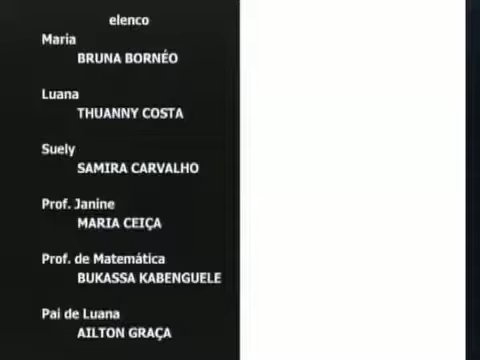 elenco
Maria
BRUNA BORNÉO
Luana
THUANNY COSTA
Suely
SAMIRA CARVALHO
Prof. Janine
MARIA CEIÇA
Prof. de Matemática
BUKASSA KABENGUELE
Pai de Luana
AILTON GRAÇA